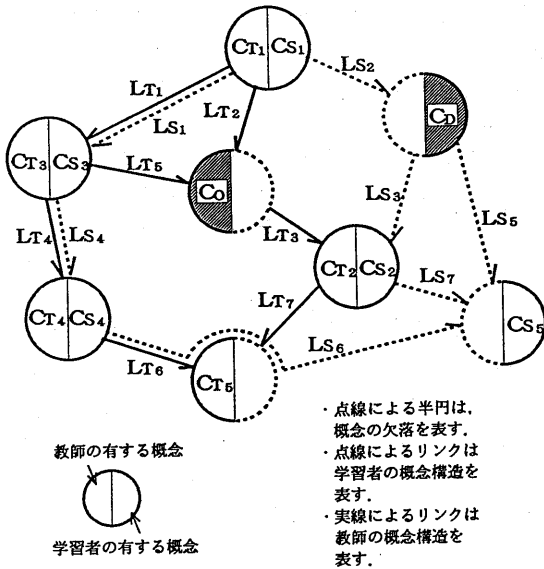 CT1 CS1
LS2
LT1
LS1
LT2
CD
CT3 CS3
LT5
CO
LS3
LS5
LT4
LS4
LT3
CT2 CS2
LS7
CT4 CS4
LT7
CS5
LT6
CT5
LS6
教師の有する概念
学習者の有する概念
・点線による半円は,
概念の欠落を表す.
・点線によるリンクは
学習者の概念構造を
表す.
・実線によるリンクは
教師の概念構造を
表す.